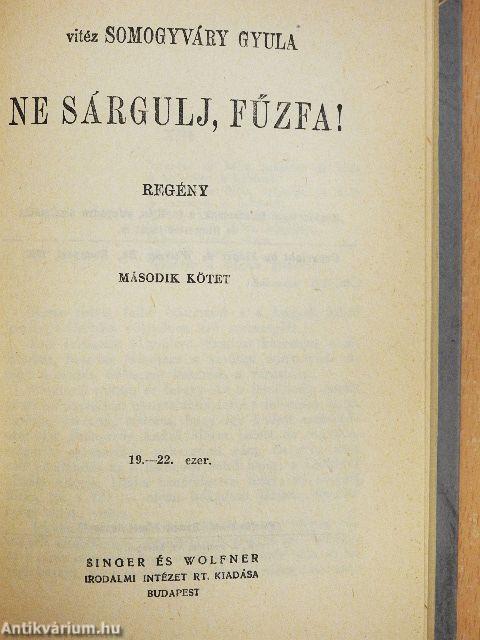 vitéz SOMOGYVÁRY GYULA
NE SÁRGULJ, FŰZFA!
REGÉNY
MÁSODIK KÖTET
19.—22. ezer.
SINGER ÉS WOLFNER
IRODALMI INTÉZET RT. KIADÁSA
BUDAPEST
Antikvárium.hu